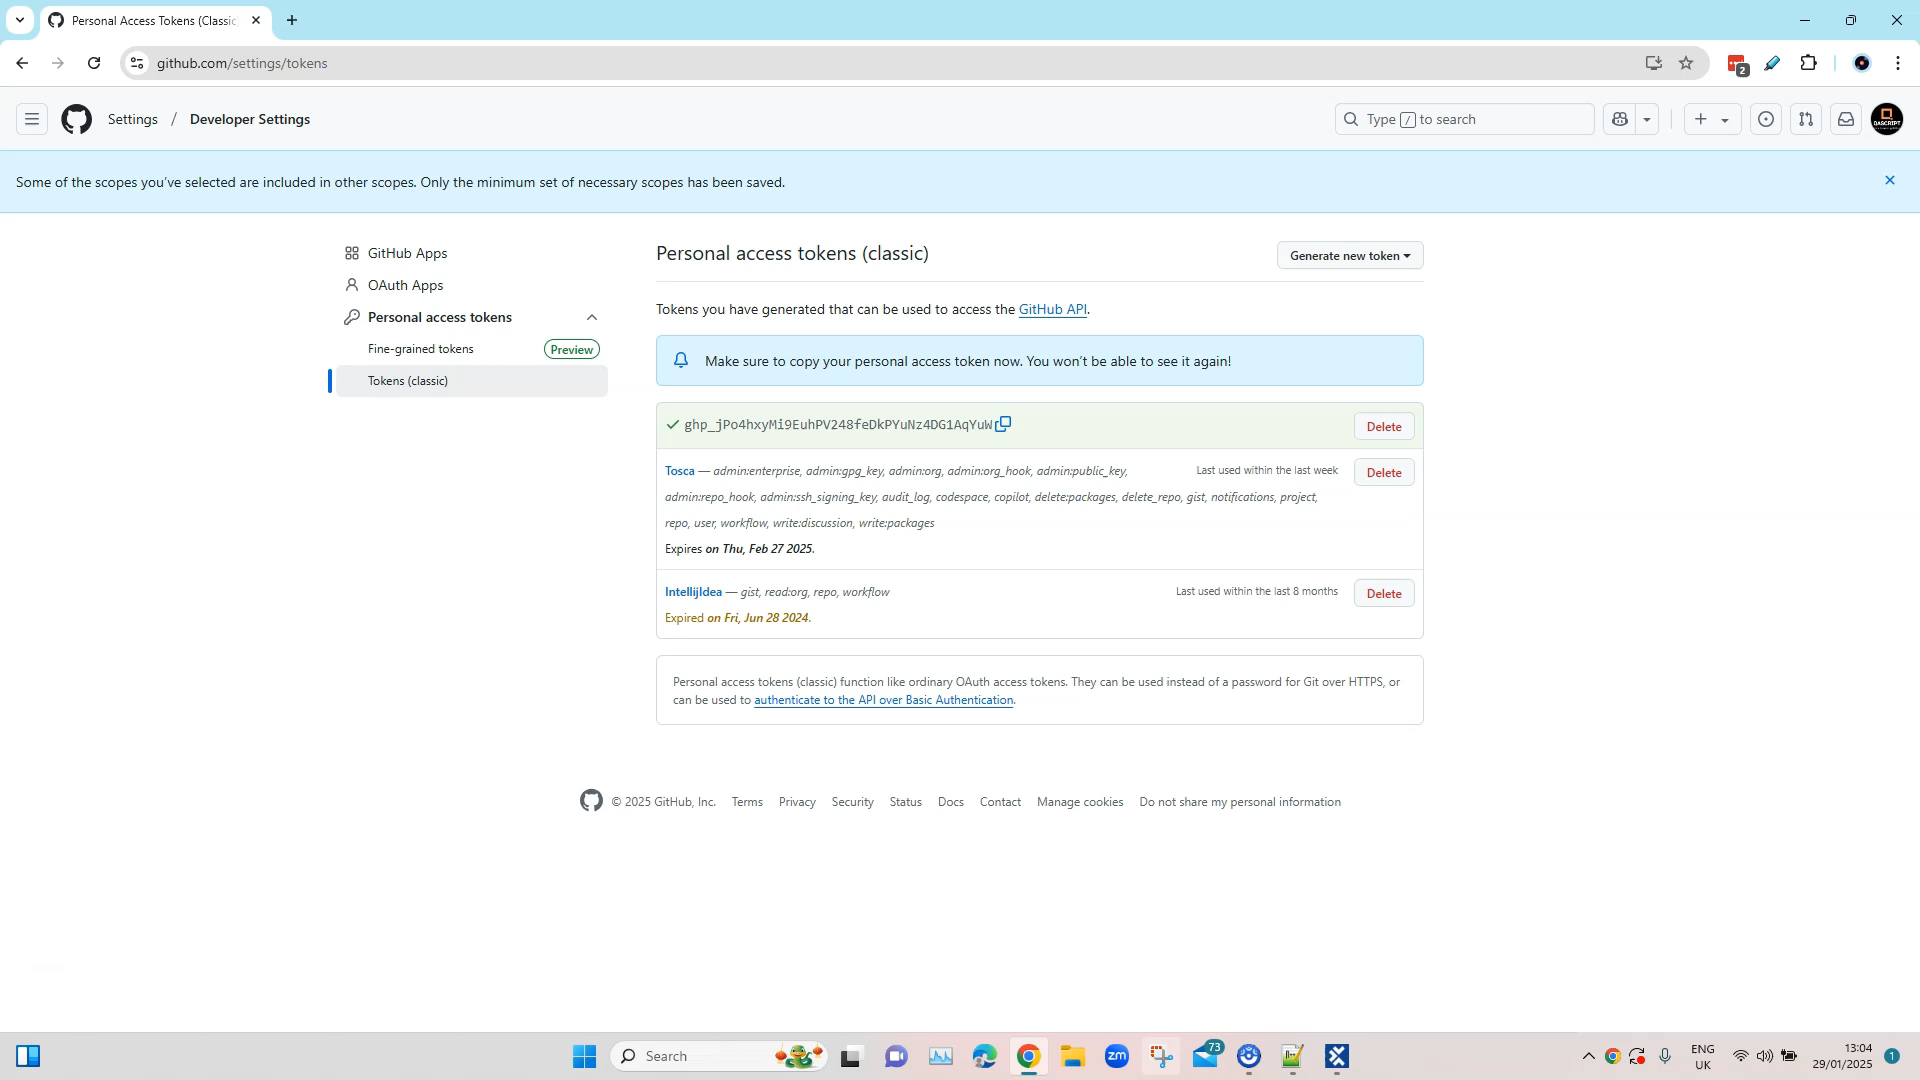 Personal Access Tokens (Classic
github.com/settings/tokens
2
Settings / Developer Settings
Type / to search
QASCRIPT
Some of the scopes you've selected are included in other scopes. Only the minimum set of necessary scopes has been saved.
GitHub Apps
OAuth Apps
Personal access tokens
Fine-grained tokens Preview
Tokens (classic)
Personal access tokens (classic)
Generate new token
Tokens you have generated that can be used to access the GitHub API.
Make sure to copy your personal access token now. You won't be able to see it again!
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
Delete
Tosca — admin:enterprise, admin:gpg_key, admin:org, admin:org_hook, admin:public_key,
Last used within the last week
Delete
admin:repo_hook, admin:ssh_signing_key, audit_log, codespace, copilot, delete:packages, delete_repo, gist, notifications, project,
repo, user, workflow, write:discussion, write:packages
Expires on Thu, Feb 27 2025.
IntellijIdea — gist, read:org, repo, workflow
Last used within the last 8 months
Delete
Expired on Fri, Jun 28 2024.
Personal access tokens (classic) function like ordinary OAuth access tokens. They can be used instead of a password for Git over HTTPS, or
can be used to authenticate to the API over Basic Authentication.
© 2025 GitHub, Inc. Terms Privacy Security Status Docs Contact Manage cookies Do not share my personal information
Search
zm
73
ENG
UK
13:04
29/01/2025
1